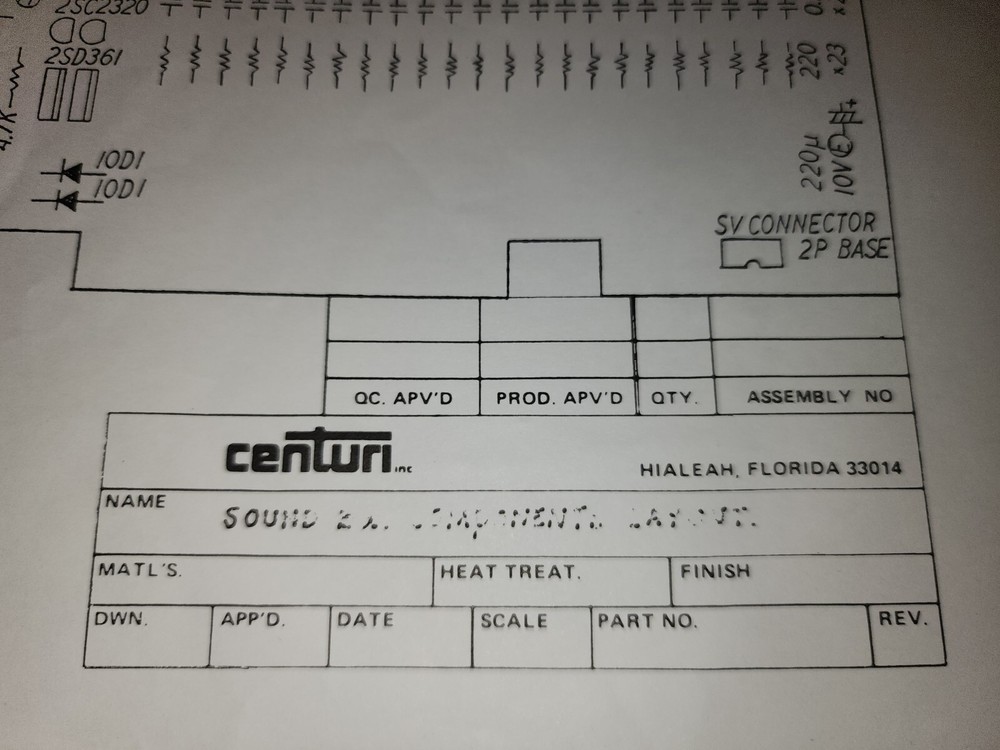 2SC2320
2SD361
4.7K
10D1
10D1
220
x23
220μ
10V E +
SV CONNECTOR
2P BASE
QC. APV'D PROD. APV'D QTY. ASSEMBLY NO
centuri inc
HIALEAH, FLORIDA 33014
NAME
SOUND
MATL'S. HEAT TREAT. FINISH
DWN. APP'D. DATE SCALE PART NO. REV.